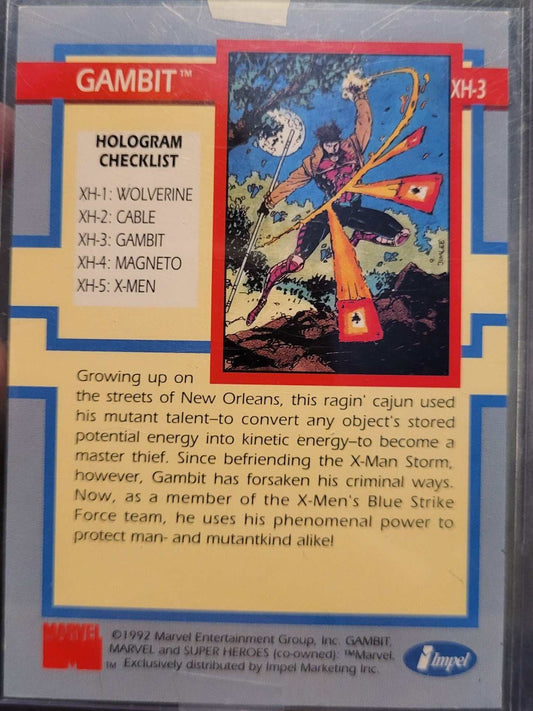 GAMBIT™
XH-3
HOLOGRAM
CHECKLIST
XH-1: WOLVERINE
XH-2: CABLE
XH-3: GAMBIT
XH-4: MAGNETO
XH-5: X-MEN
JIM LEE
Growing up on
the streets of New Orleans, this ragin' cajun used
his mutant talent–to convert any object's stored
potential energy into kinetic energy–to become a
master thief. Since befriending the X-Man Storm,
however, Gambit has forsaken his criminal ways.
Now, as a member of the X-Men's Blue Strike
Force team, he uses his phenomenal power to
protect man- and mutantkind alike!
MARVEL
M
TM
©1992 Marvel Entertainment Group, Inc. GAMBIT,
MARVEL and SUPER HEROES (co-owned): ™Marvel.
Exclusively distributed by Impel Marketing Inc.
Impel